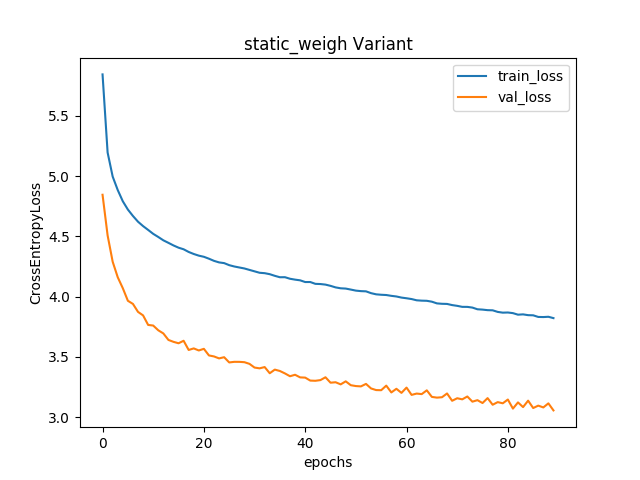 static_weigh Variant
train_loss
val_loss
CrossEntropyLoss
5.5
5.0
4.5
4.0
3.5
3.0
0 20 40 60 80
epochs